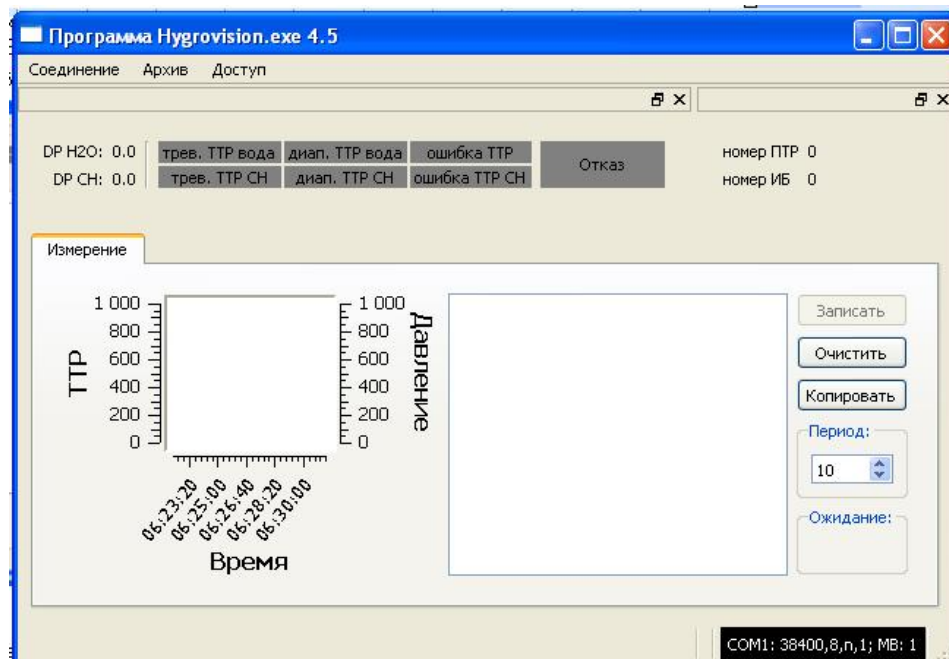 Программа Hygrovision.exe 4.5
Соединение Архив Доступ
DP H2O: 0.0 трев. ТТР вода диап. ТТР вода ошибка ТТР Отказ номер ПТР 0
DP CH: 0.0 трев. ТТР СН диап. ТТР СН ошибка ТТР СН номер ИБ 0
Измерение
ТТР
1 000
800
600
400
200
0
1 000
800
600
400
200
0
Давление
06:23:20 06:25:00 06:26:40 06:28:20 06:30:00
Время
Записать
Очистить
Копировать
Период:
10
Ожидание:
COM1: 38400,8,n,1; MB: 1